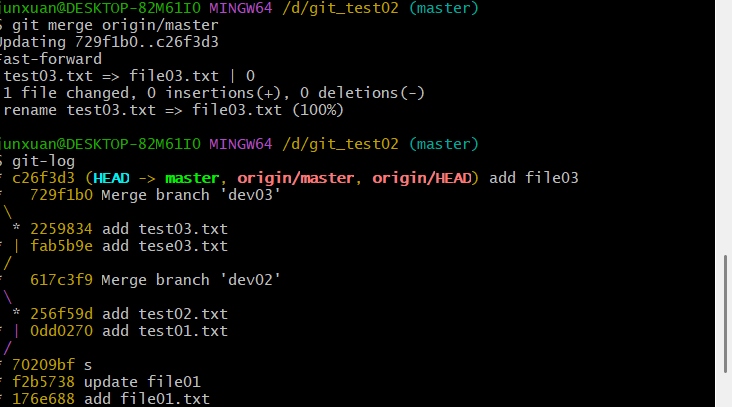 junxuan@DESKTOP-82M61I0 MINGW64 /d/git_test02 (master)
$ git merge origin/master
Updating 729f1b0..c26f3d3
Fast-forward
 test03.txt => file03.txt | 0
 1 file changed, 0 insertions(+), 0 deletions(-)
 rename test03.txt => file03.txt (100%)

junxuan@DESKTOP-82M61I0 MINGW64 /d/git_test02 (master)
$ git-log
* c26f3d3 (HEAD -> master, origin/master, origin/HEAD) add file03
*   729f1b0 Merge branch 'dev03'
\
 * 2259834 add test03.txt
* | fab5b9e add tese03.txt
/
*   617c3f9 Merge branch 'dev02'
\
 * 256f59d add test02.txt
* | 0dd0270 add test01.txt
/
* 70209bf s
* f2b5738 update file01
* 176e688 add file01.txt